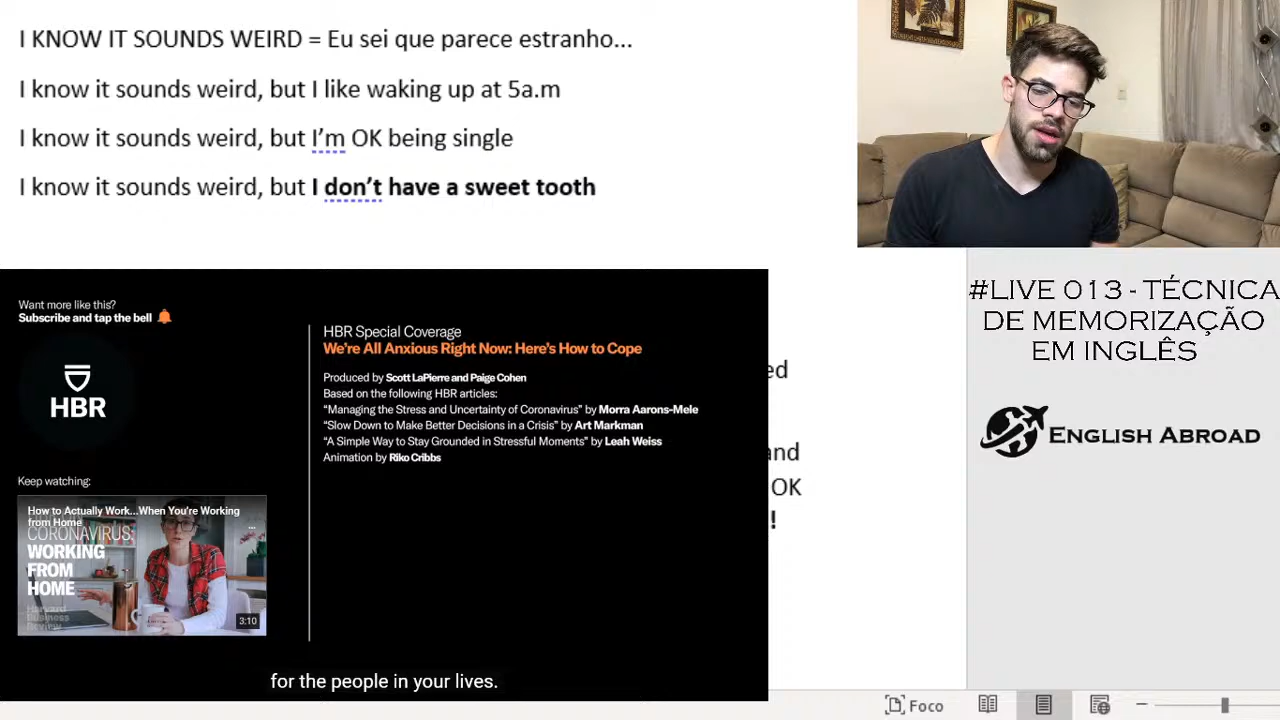 I KNOW IT SOUNDS WEIRD = Eu sei que parece estranho...
I know it sounds weird, but I like waking up at 5a.m
I know it sounds weird, but I'm OK being single
I know it sounds weird, but I don't have a sweet tooth
#LIVE 013 - TÉCNICA
DE MEMORIZAÇÃO
EM INGLÊS
ENGLISH ABROAD
Want more like this?
Subscribe and tap the bell
HBR
Keep watching:
How to Actually Work...When You're Working
from Home
CORONAVIRUS:
WORKING
FROM
HOME
Harvard
Business
Review
3:10
HBR Special Coverage
We're All Anxious Right Now: Here's How to Cope
Produced by Scott LaPierre and Paige Cohen
Based on the following HBR articles:
“Managing the Stress and Uncertainty of Coronavirus” by Morra Aarons-Mele
“Slow Down to Make Better Decisions in a Crisis” by Art Markman
“A Simple Way to Stay Grounded in Stressful Moments” by Leah Weiss
Animation by Riko Cribbs
for the people in your lives.
ed
and
OK
!
Foco